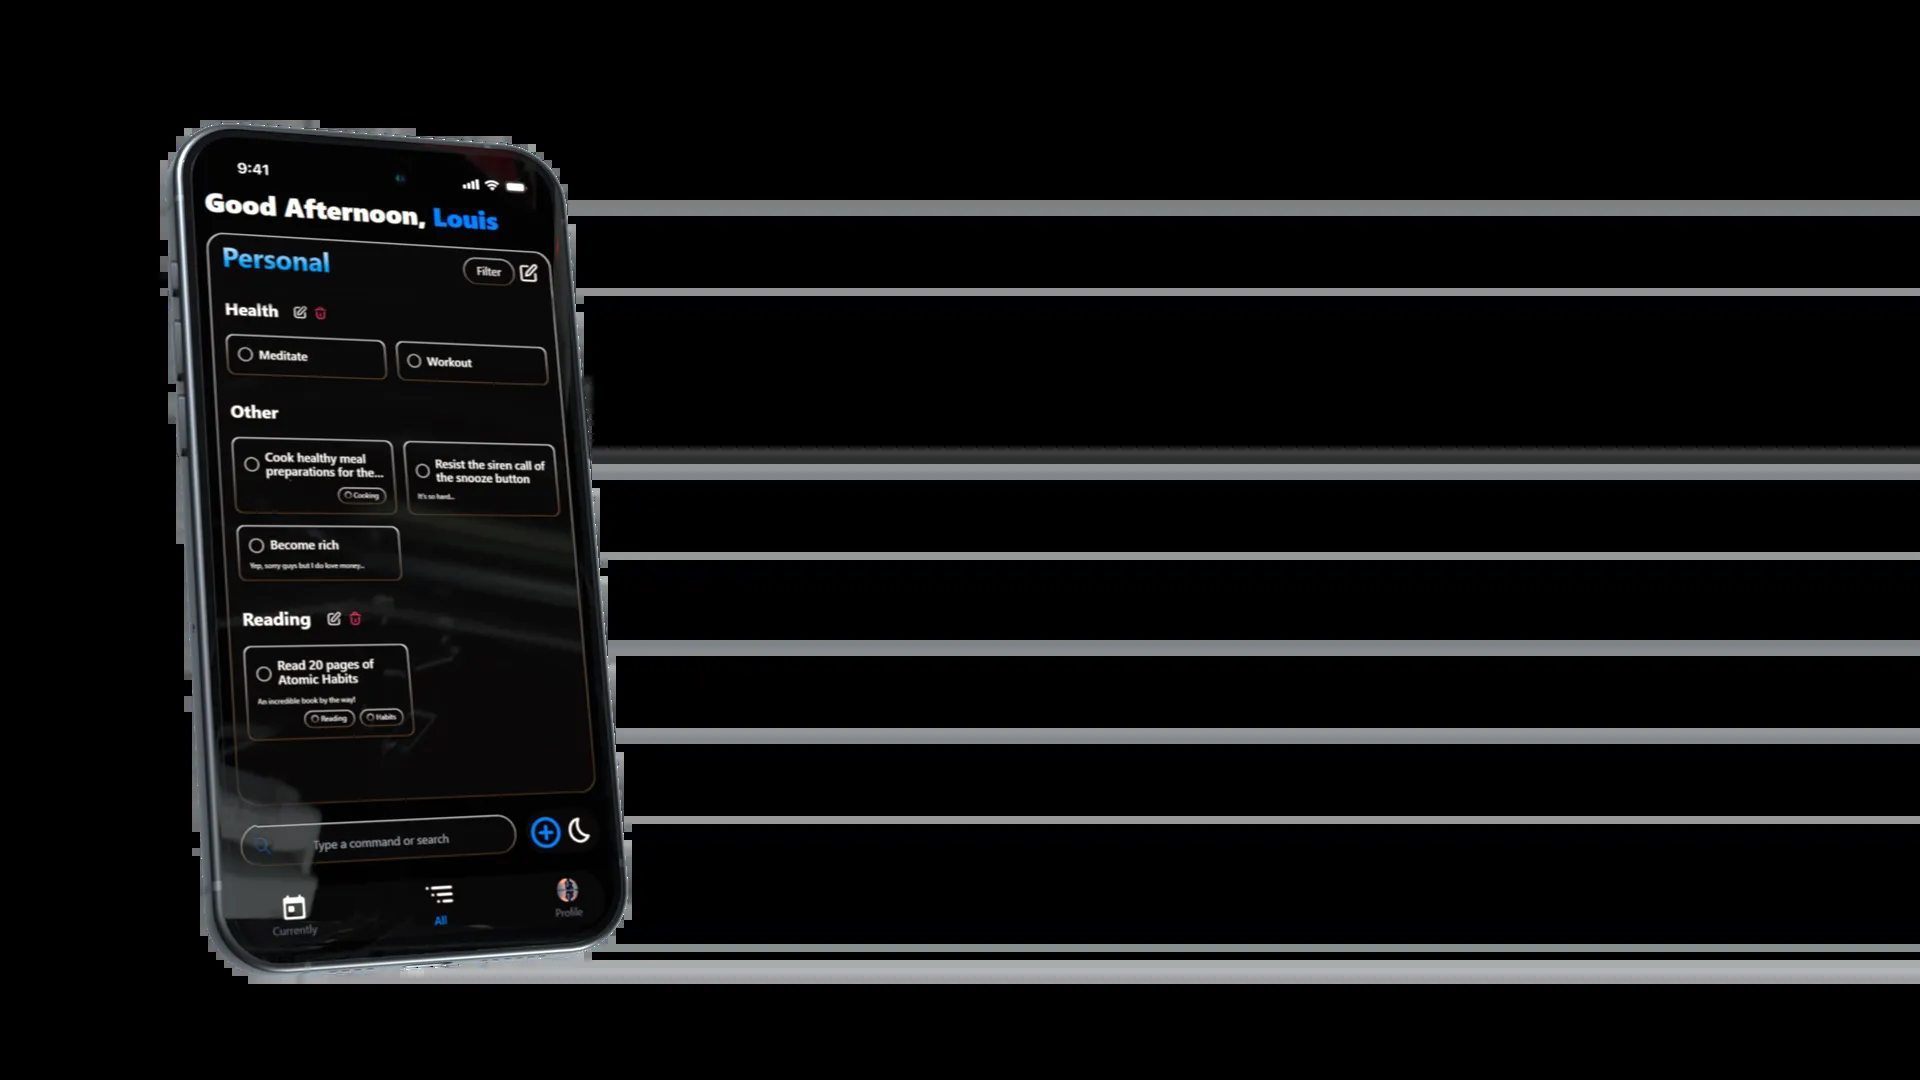 9:41
Good Afternoon, Louis
Personal
Filter
Health
Meditate
Workout
Other
Cook healthy meal
preparations for the...
Cooking
Resist the siren call of
the snooze button
It's so hard...
Become rich
Yep, sorry guys but I do love money...
Reading
Read 20 pages of
Atomic Habits
An incredible book by the way!
Reading
Habits
Type a command or search
Currently
All
Profile